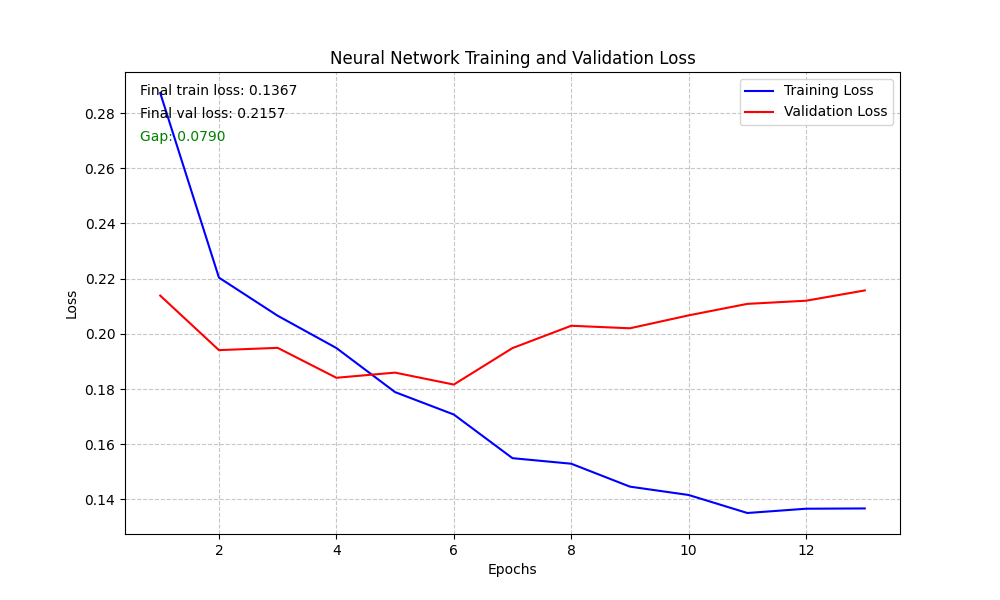 Neural Network Training and Validation Loss
Final train loss: 0.1367
Final val loss: 0.2157
Gap: 0.0790
Training Loss
Validation Loss
Loss
0.28
0.26
0.24
0.22
0.20
0.18
0.16
0.14
2 4 6 8 10 12
Epochs